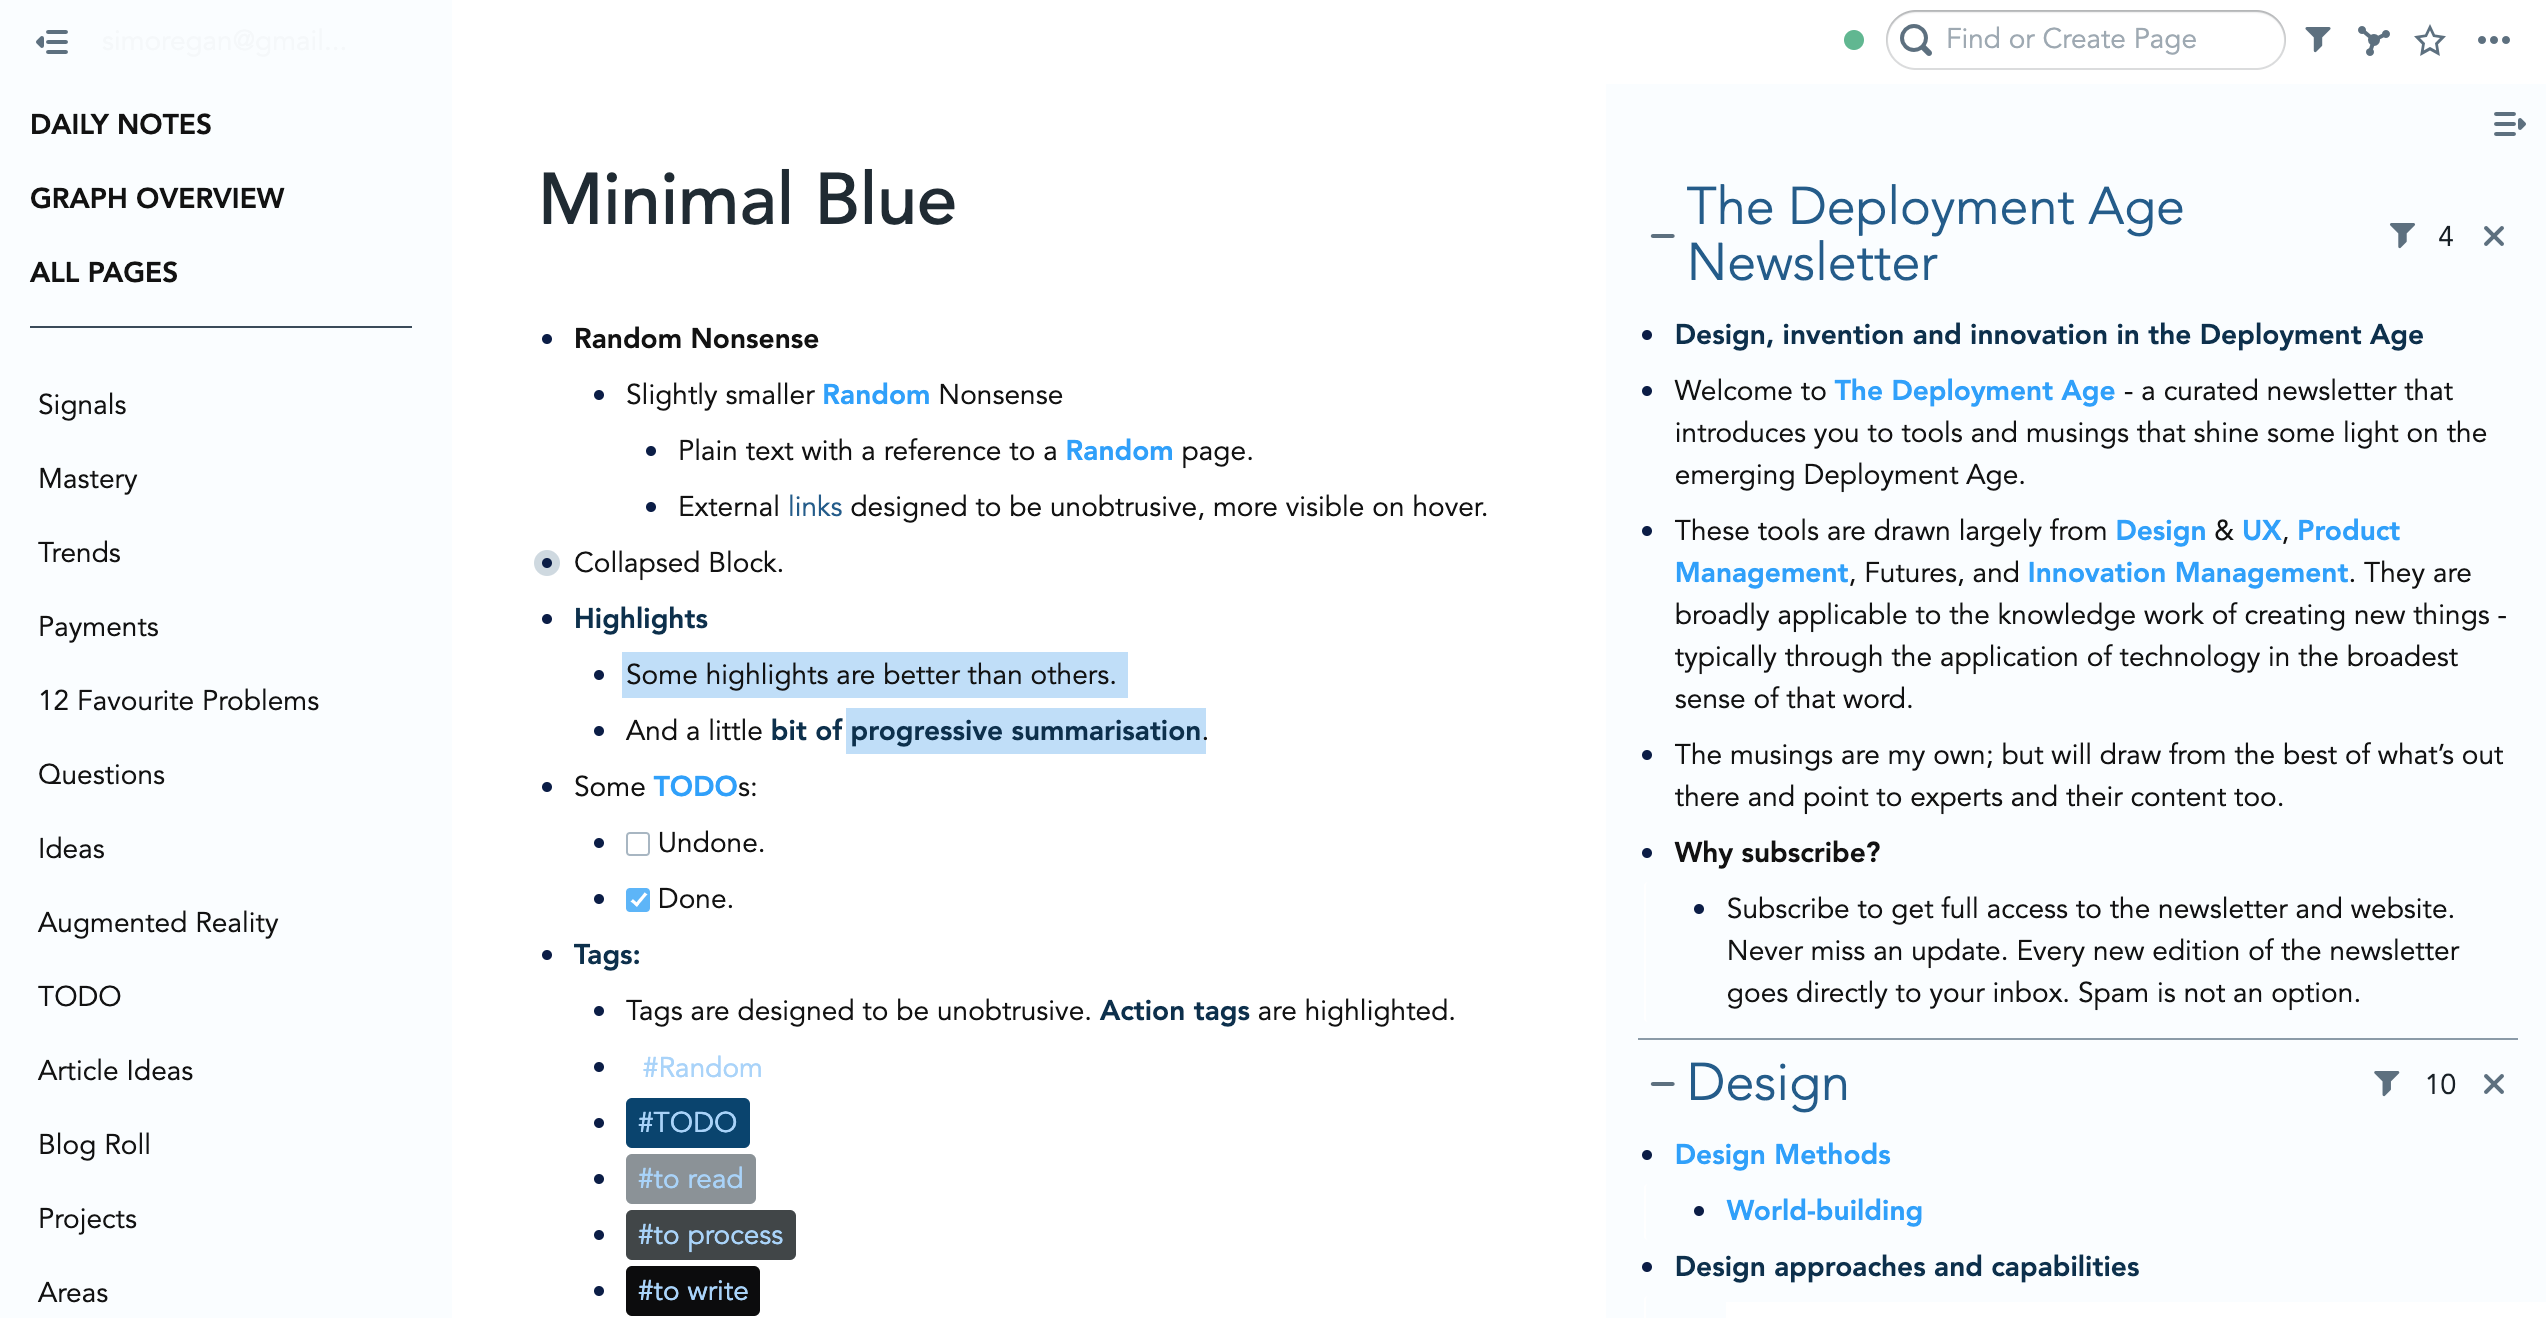 simoregan@gmail...
Find or Create Page
DAILY NOTES
GRAPH OVERVIEW
ALL PAGES
Signals
Mastery
Trends
Payments
12 Favourite Problems
Questions
Ideas
Augmented Reality
TODO
Article Ideas
Blog Roll
Projects
Areas
Minimal Blue
Random Nonsense
Slightly smaller Random Nonsense
Plain text with a reference to a Random page.
External links designed to be unobtrusive, more visible on hover.
Collapsed Block.
Highlights
Some highlights are better than others.
And a little bit of progressive summarisation.
Some TODOs:
Undone.
Done.
Tags:
Tags are designed to be unobtrusive. Action tags are highlighted.
#Random
#TODO
#to read
#to process
#to write
The Deployment Age
Newsletter
4
Design, invention and innovation in the Deployment Age
Welcome to The Deployment Age - a curated newsletter that
introduces you to tools and musings that shine some light on the
emerging Deployment Age.
These tools are drawn largely from Design & UX, Product
Management, Futures, and Innovation Management. They are
broadly applicable to the knowledge work of creating new things -
typically through the application of technology in the broadest
sense of that word.
The musings are my own; but will draw from the best of what’s out
there and point to experts and their content too.
Why subscribe?
Subscribe to get full access to the newsletter and website.
Never miss an update. Every new edition of the newsletter
goes directly to your inbox. Spam is not an option.
Design
10
Design Methods
World-building
Design approaches and capabilities